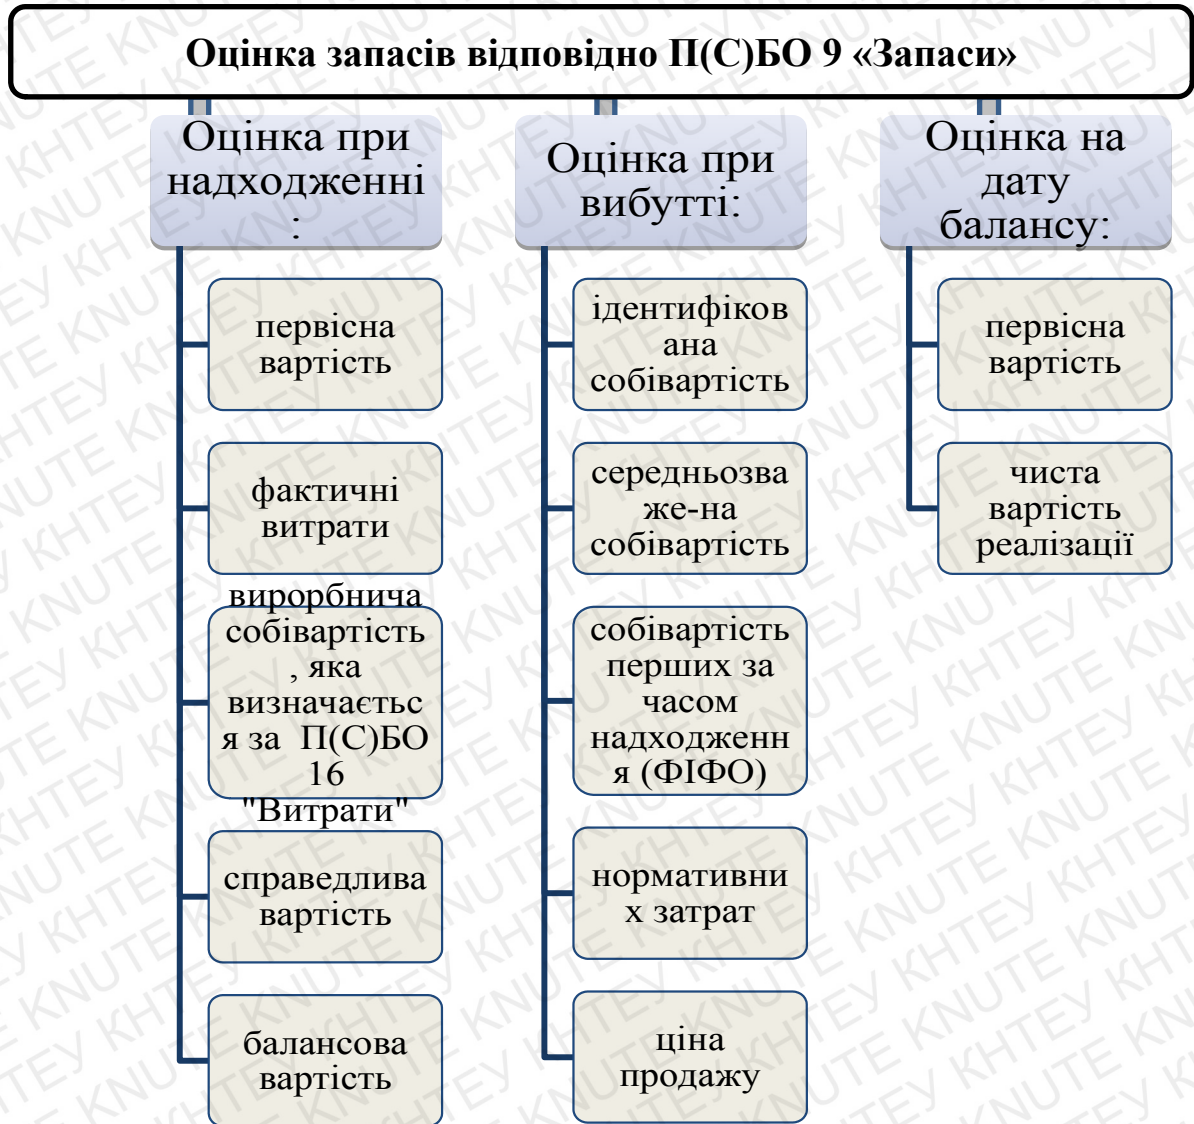 Оцінка запасів відповідно П(С)БО 9 «Запаси»
Оцінка при
надходженні
:
первісна
вартість
фактичні
витрати
вирорбнича
собівартість
, яка
визначаєтьс
я за П(С)БО
16
"Витрати"
справедлива
вартість
балансова
вартість
Оцінка при
вибутті:
ідентифіков
ана
собівартість
середньозва
же-на
собівартість
собівартість
перших за
часом
надходженн
я (ФІФО)
нормативни
х затрат
ціна
продажу
Оцінка на
дату
балансу:
первісна
вартість
чиста
вартість
реалізації